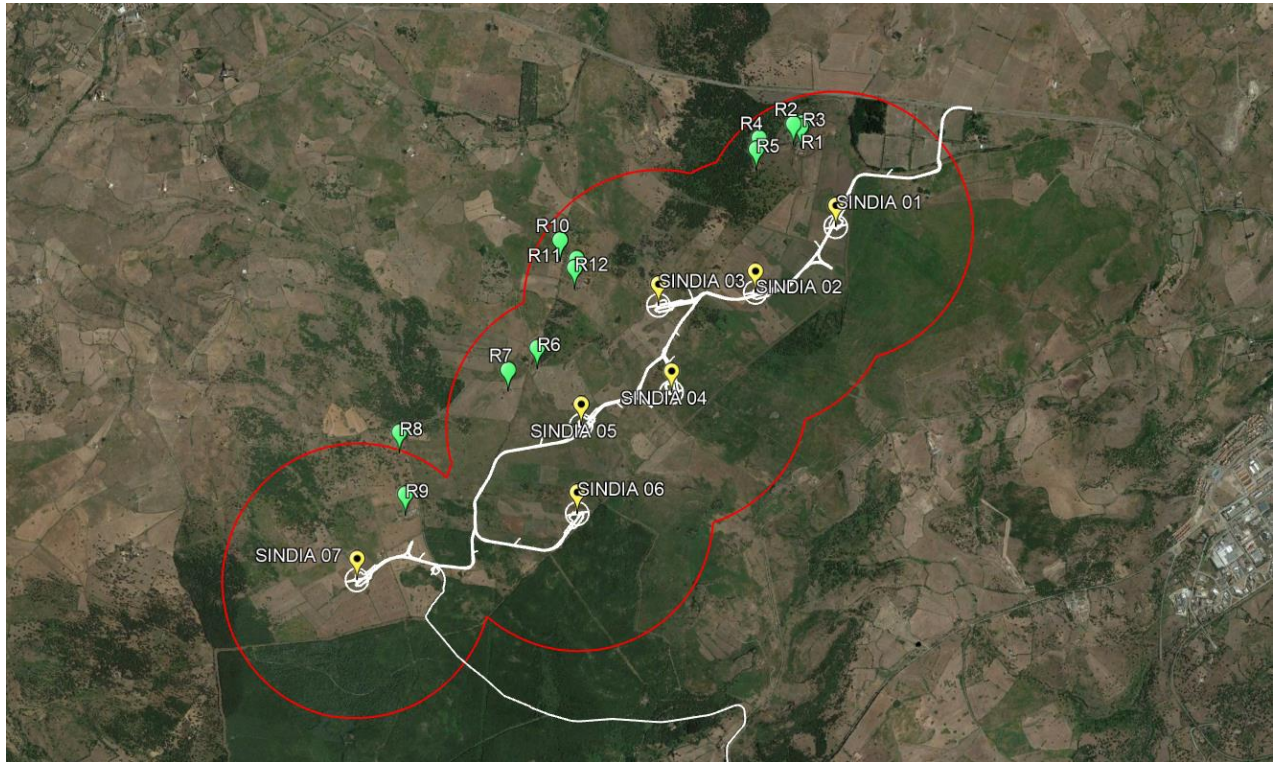 R2
R3
R4
R1
R5
SINDIA 01
R10
R11
R12
SINDIA 03
SINDIA 02
R6
R7
SINDIA 04
R8
SINDIA 05
R9
SINDIA 06
SINDIA 07